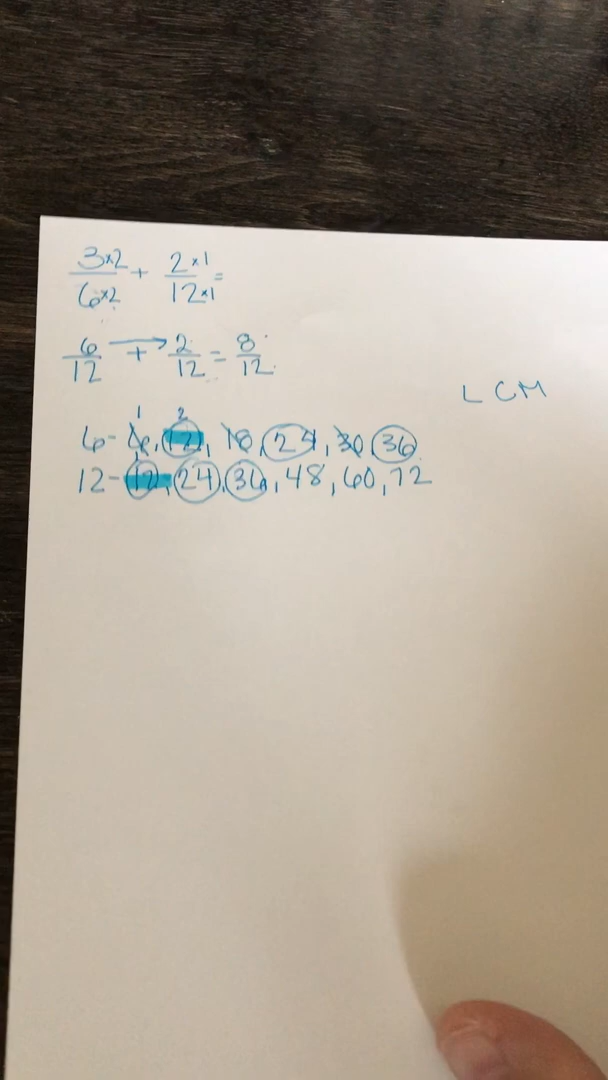 3×2/6×2 + 2×1/12×1 =
6/12 + 2/12 = 8/12
LCM
1 2
6- 6, 12, 18, 24, 30, 36
1
12- 12, 24, 36, 48, 60, 72